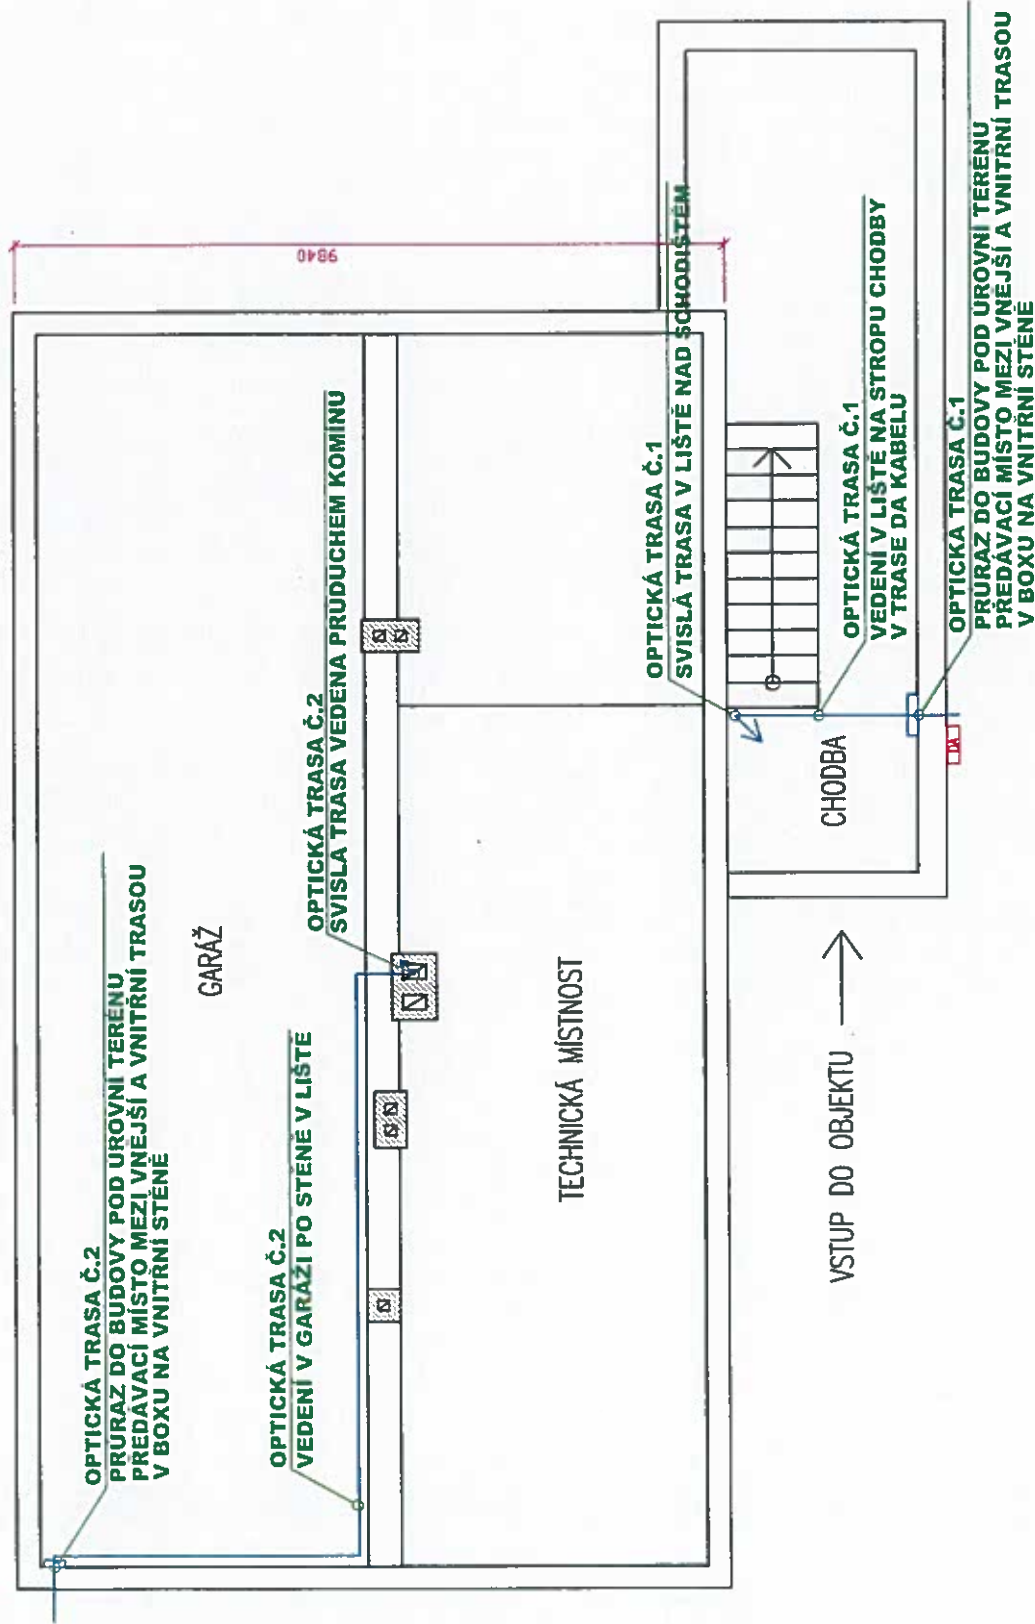 OPTICKÁ TRASA Č.2
PRŮRAZ DO BUDOVY POD ÚROVNÍ TERÉNU
PŘEDÁVACÍ MÍSTO MEZI VNĚJŠÍ A VNITŘNÍ TRASOU
V BOXU NA VNITŘNÍ STĚNĚ
GARÁŽ
OPTICKÁ TRASA Č.2
VEDENÍ V GARÁŽI PO STĚNĚ V LIŠTĚ
OPTICKÁ TRASA Č.2
SVISLÁ TRASA VEDENA PRŮDUCHEM KOMÍNU
9840
TECHNICKÁ MÍSTNOST
OPTICKÁ TRASA Č.1
SVISLÁ TRASA V LIŠTĚ NAD SCHODIŠTĚM
OPTICKÁ TRASA Č.1
VEDENÍ V LIŠTĚ NA STROPU CHODBY
V TRASE DA KABELU
CHODBA
VSTUP DO OBJEKTU
DA
OPTICKÁ TRASA Č.1
PRŮRAZ DO BUDOVY POD ÚROVNÍ TERÉNU
PŘEDÁVACÍ MÍSTO MEZI VNĚJŠÍ A VNITŘNÍ TRASOU
V BOXU NA VNITŘNÍ STĚNĚ